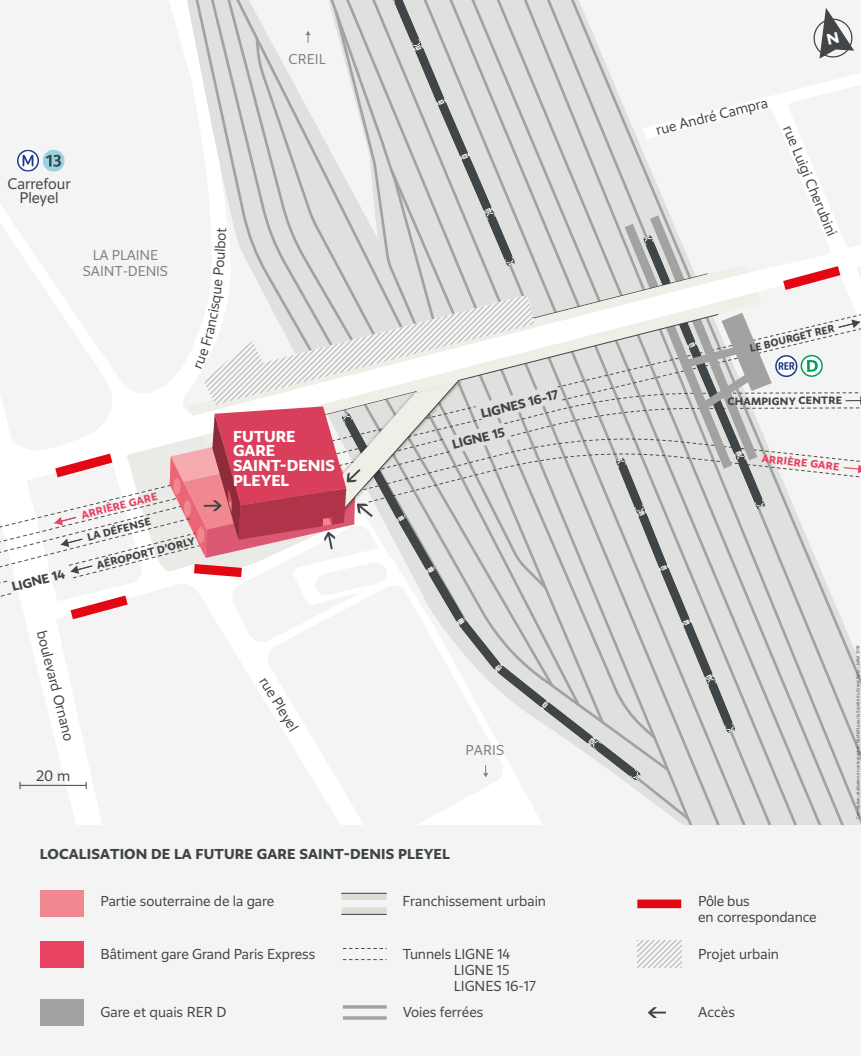 CREIL
N
rue André Campra
rue Luigi Cherubini
M 13
Carrefour
Pleyel
LA PLAINE
SAINT-DENIS
rue Francisque Poulbot
LE BOURGET RER
RER D
CHAMPIGNY CENTRE
LIGNES 16-17
LIGNE 15
ARRIÈRE GARE
FUTURE
GARE
SAINT-DENIS
PLEYEL
ARRIÈRE GARE
LA DÉFENSE
AÉROPORT D'ORLY
LIGNE 14
boulevard Ornano
rue Pleyel
PARIS
20 m
LOCALISATION DE LA FUTURE GARE SAINT-DENIS PLEYEL
Partie souterraine de la gare
Bâtiment gare Grand Paris Express
Gare et quais RER D
Franchissement urbain
Tunnels LIGNE 14
LIGNE 15
LIGNES 16-17
Voies ferrées
Pôle bus
en correspondance
Projet urbain
Accès